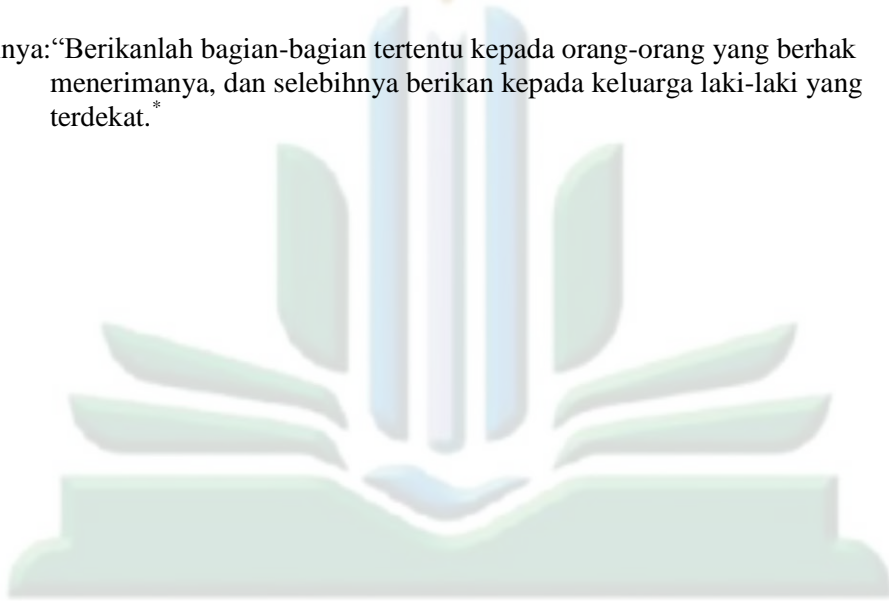 nya:“Berikanlah bagian-bagian tertentu kepada orang-orang yang berhak
menerimanya, dan selebihnya berikan kepada keluarga laki-laki yang
terdekat.*